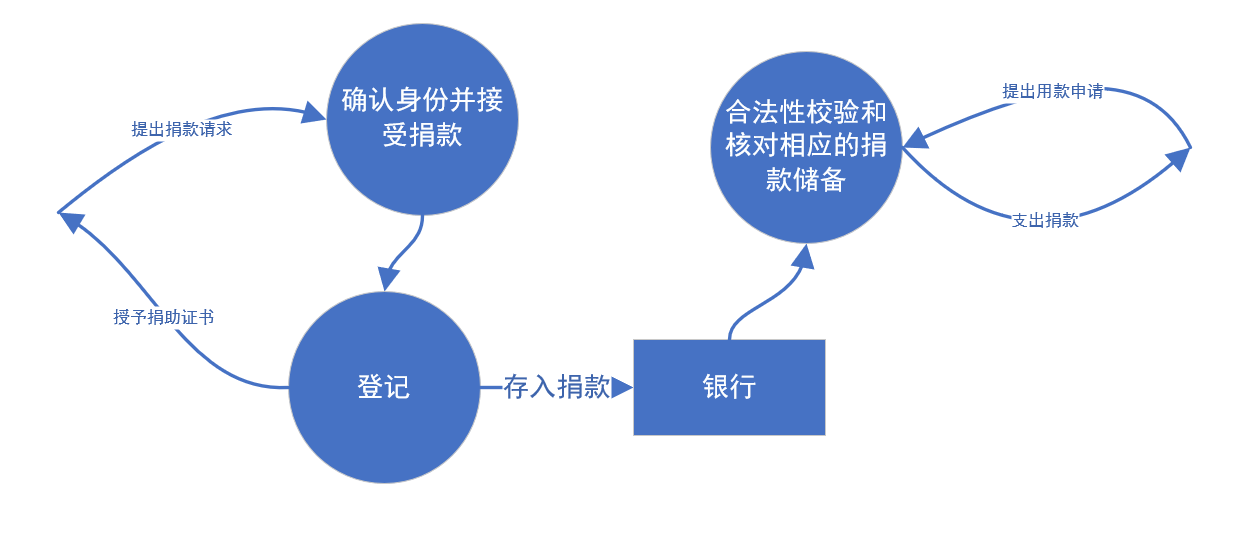 确认身份并接
受捐款
提出捐款请求
授予捐助证书
登记
存入捐款
银行
合法性校验和
核对相应的捐
款储备
提出用款申请
支出捐款